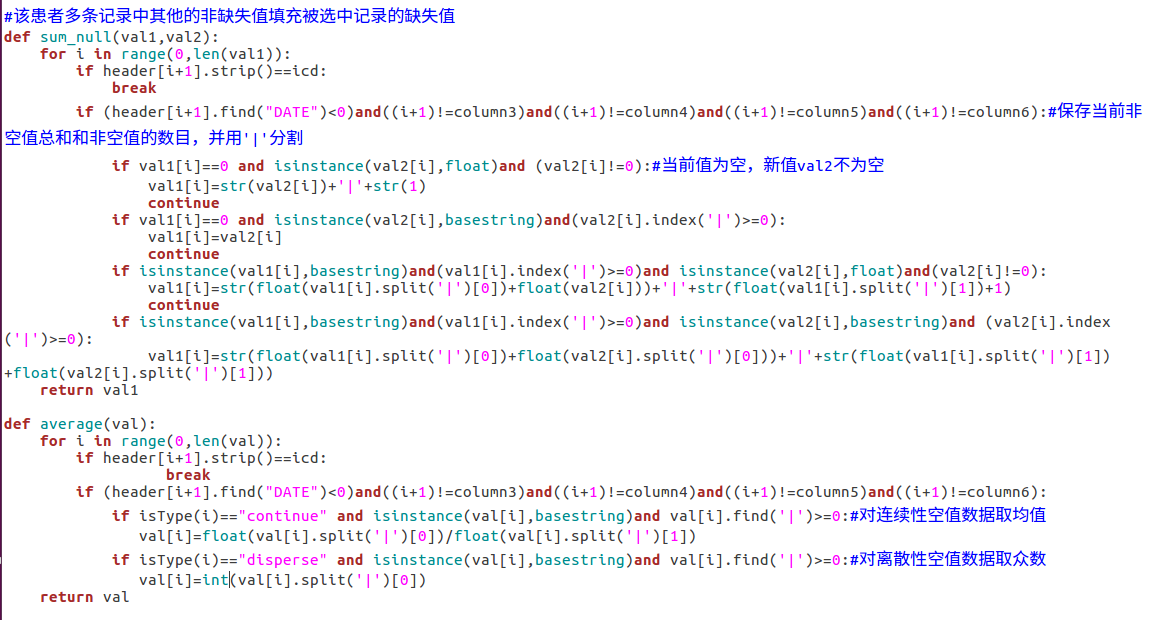 #该患者多条记录中其他的非缺失值填充被选中记录的缺失值
def sum_null(val1,val2):
    for i in range(0,len(val1)):
        if header[i+1].strip()==icd:
            break
        if (header[i+1].find("DATE")<0)and((i+1)!=column3)and((i+1)!=column4)and((i+1)!=column5)and((i+1)!=column6):#保存当前非
空值总和和非空值的数目，并用'|'分割
            if val1[i]==0 and isinstance(val2[i],float)and (val2[i]!=0):#当前值为空，新值val2不为空
                val1[i]=str(val2[i])+'|'+str(1)
                continue
            if val1[i]==0 and isinstance(val2[i],basestring)and(val2[i].index('|')>=0):
                val1[i]=val2[i]
                continue
            if isinstance(val1[i],basestring)and(val1[i].index('|')>=0)and isinstance(val2[i],float)and(val2[i]!=0):
                val1[i]=str(float(val1[i].split('|')[0])+float(val2[i]))+'|'+str(float(val1[i].split('|')[1])+1)
                continue
            if isinstance(val1[i],basestring)and(val1[i].index('|')>=0)and isinstance(val2[i],basestring)and (val2[i].index
('|')>=0):
                val1[i]=str(float(val1[i].split('|')[0])+float(val2[i].split('|')[0]))+'|'+str(float(val1[i].split('|')[1])
+float(val2[i].split('|')[1]))
    return val1
def average(val):
    for i in range(0,len(val)):
        if header[i+1].strip()==icd:
                  break
        if (header[i+1].find("DATE")<0)and((i+1)!=column3)and((i+1)!=column4)and((i+1)!=column5)and((i+1)!=column6):
            if isType(i)=="continue" and isinstance(val[i],basestring)and val[i].find('|')>=0:#对连续性空值数据取均值
               val[i]=float(val[i].split('|')[0])/float(val[i].split('|')[1])
            if isType(i)=="disperse" and isinstance(val[i],basestring)and val[i].find('|')>=0:#对离散性空值数据取众数
               val[i]=int(val[i].split('|')[0])
    return val